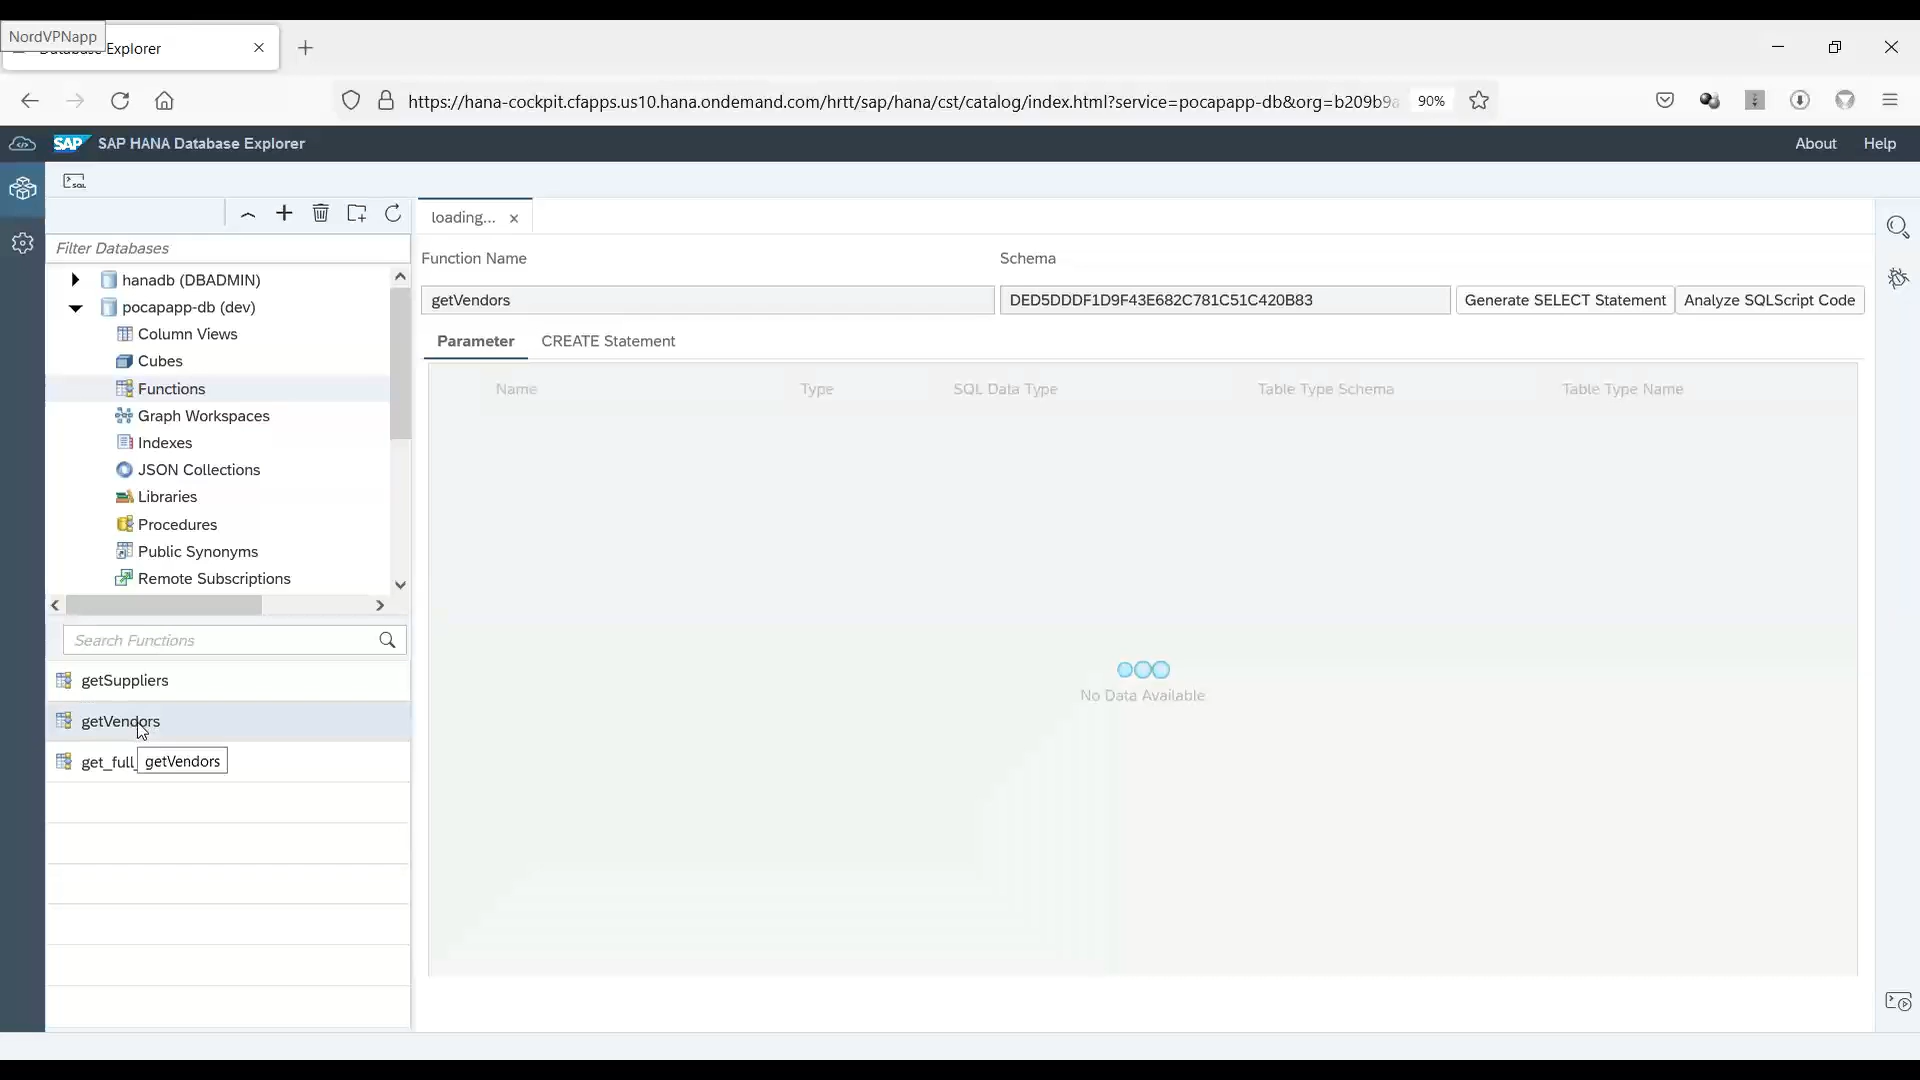 NordVPNapp
Explorer
https://hana-cockpit.cfapps.us10.hana.ondemand.com/hrtt/sap/hana/cst/catalog/index.html?service=pocapapp-db&org=b209b9a
90%
SAP
SAP HANA Database Explorer
About
Help
SQL
loading...
Filter Databases
hanadb (DBADMIN)
pocapapp-db (dev)
Column Views
Cubes
Functions
Graph Workspaces
Indexes
JSON Collections
Libraries
Procedures
Public Synonyms
Remote Subscriptions
Search Functions
getSuppliers
getVendors
get_full_
getVendors
Function Name
Schema
getVendors
DED5DDDF1D9F43E682C781C51C420B83
Generate SELECT Statement
Analyze SQLScript Code
Parameter
CREATE Statement
Name
Type
SQL Data Type
Table Type Schema
Table Type Name
No Data Available